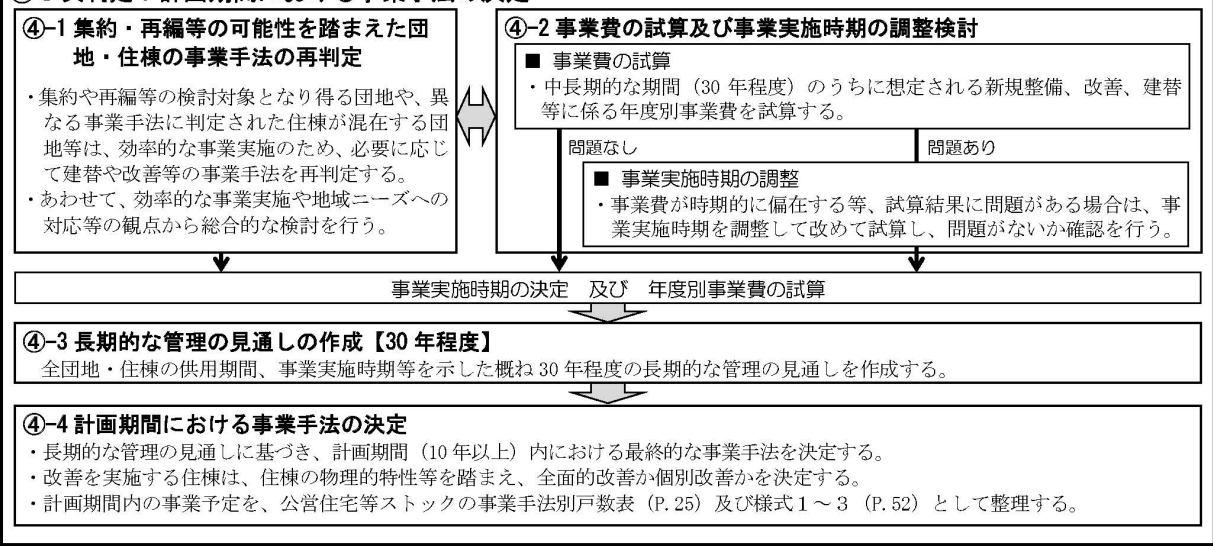 ④-1 集約・再編等の可能性を踏まえた団
地・住棟の事業手法の再判定
・集約や再編等の検討対象となり得る団地や、異
なる事業手法に判定された住棟が混在する団
地等は、効率的な事業実施のため、必要に応じ
て建替や改善等の事業手法を再判定する。
・あわせて、効率的な事業実施や地域ニーズへの
対応等の観点から総合的な検討を行う。
④-2 事業費の試算及び事業実施時期の調整検討
■ 事業費の試算
・中長期的な期間（30 年程度）のうちに想定される新規整備、改善、建替
等に係る年度別事業費を試算する。
問題なし
問題あり
■ 事業実施時期の調整
・事業費が時期的に偏在する等、試算結果に問題がある場合は、事
業実施時期を調整して改めて試算し、問題がないか確認を行う。
事業実施時期の決定　及び　年度別事業費の試算
④-3 長期的な管理の見通しの作成【30 年程度】
全団地・住棟の供用期間、事業実施時期等を示した概ね 30 年程度の長期的な管理の見通しを作成する。
④-4 計画期間における事業手法の決定
・長期的な管理の見通しに基づき、計画期間（10 年以上）内における最終的な事業手法を決定する。
・改善を実施する住棟は、住棟の物理的特性等を踏まえ、全面的改善か個別改善かを決定する。
・計画期間内の事業予定を、公営住宅等ストックの事業手法別戸数表（P.25）及び様式１～３（P.52）として整理する。